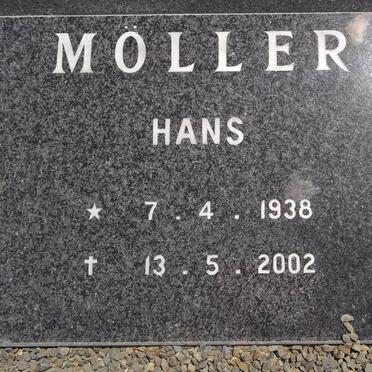 MÖLLER
HANS
★ 7 . 4 . 1938
✝ 13 . 5 . 2002